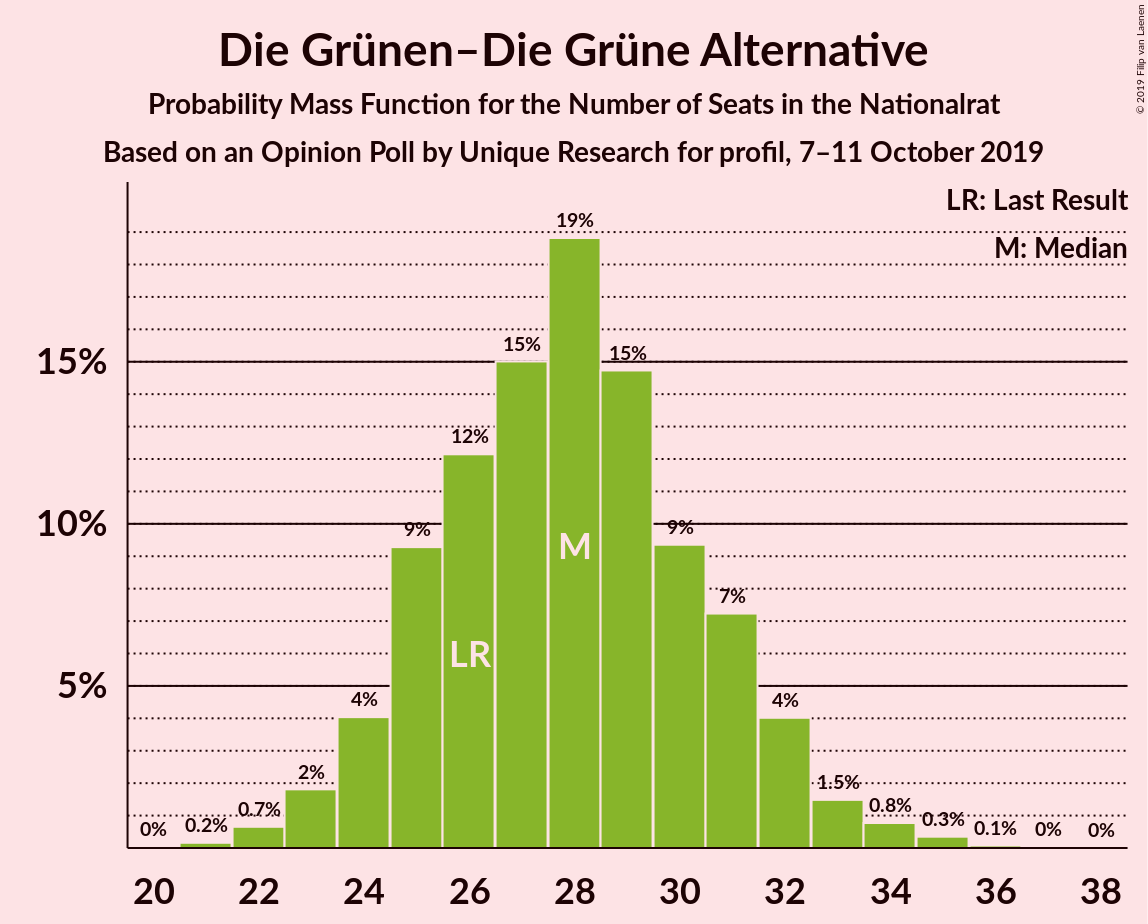 Die Grünen–Die Grüne Alternative
Probability Mass Function for the Number of Seats in the Nationalrat
Based on an Opinion Poll by Unique Research for profil, 7–11 October 2019
© 2019 Filip van Laenen
LR: Last Result
M: Median
15%
10%
5%
0%
0.2%
0.7%
2%
4%
9%
12%
15%
19%
15%
9%
7%
4%
1.5%
0.8%
0.3%
0.1%
0%
0%
LR
M
20 22 24 26 28 30 32 34 36 38